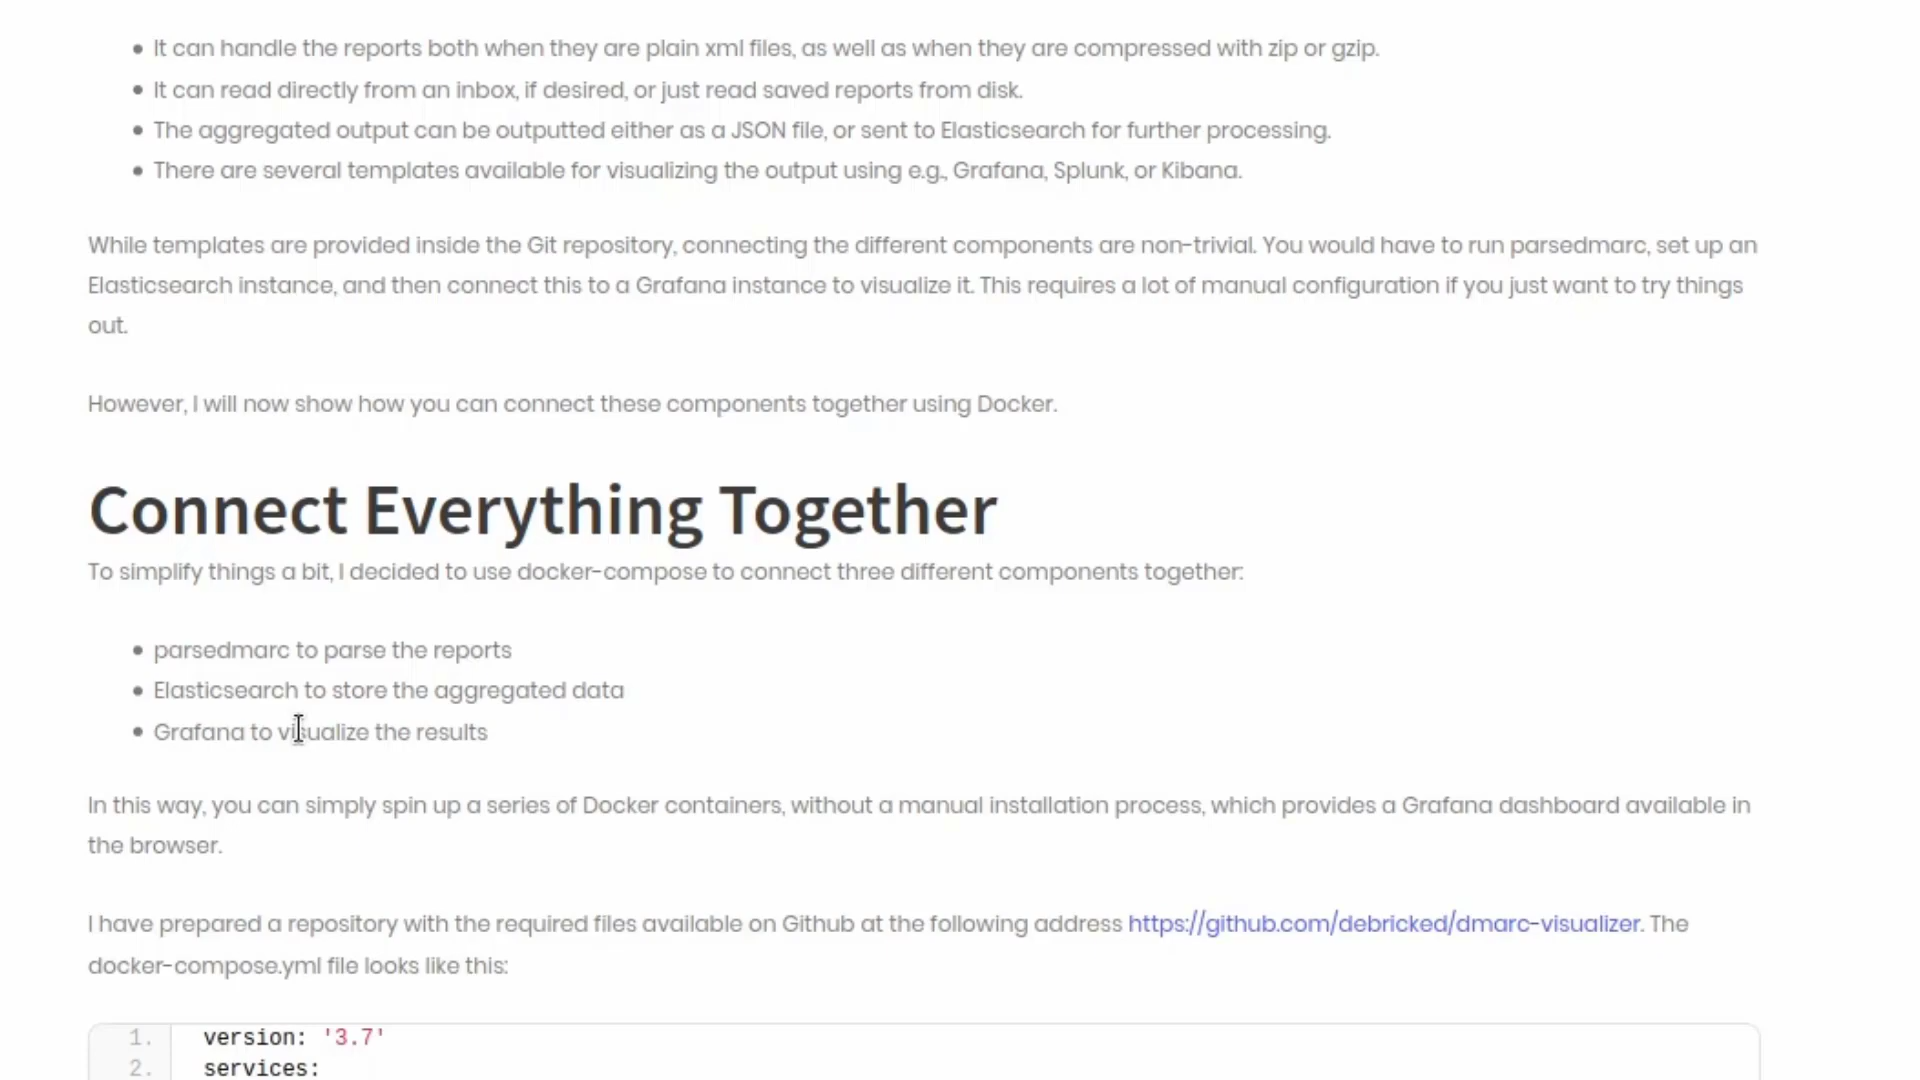 • It can handle the reports both when they are plain xml files, as well as when they are compressed with zip or gzip.
• It can read directly from an inbox, if desired, or just read saved reports from disk.
• The aggregated output can be outputted either as a JSON file, or sent to Elasticsearch for further processing.
• There are several templates available for visualizing the output using e.g., Grafana, Splunk, or Kibana.
While templates are provided inside the Git repository, connecting the different components are non-trivial. You would have to run parsedmarc, set up an
Elasticsearch instance, and then connect this to a Grafana instance to visualize it. This requires a lot of manual configuration if you just want to try things
out.
However, I will now show how you can connect these components together using Docker.
Connect Everything Together
To simplify things a bit, I decided to use docker-compose to connect three different components together:
• parsedmarc to parse the reports
• Elasticsearch to store the aggregated data
• Grafana to visualize the results
In this way, you can simply spin up a series of Docker containers, without a manual installation process, which provides a Grafana dashboard available in
the browser.
I have prepared a repository with the required files available on Github at the following address https://github.com/debricked/dmarc-visualizer. The
docker-compose.yml file looks like this:
1. version: '3.7'
2. services: